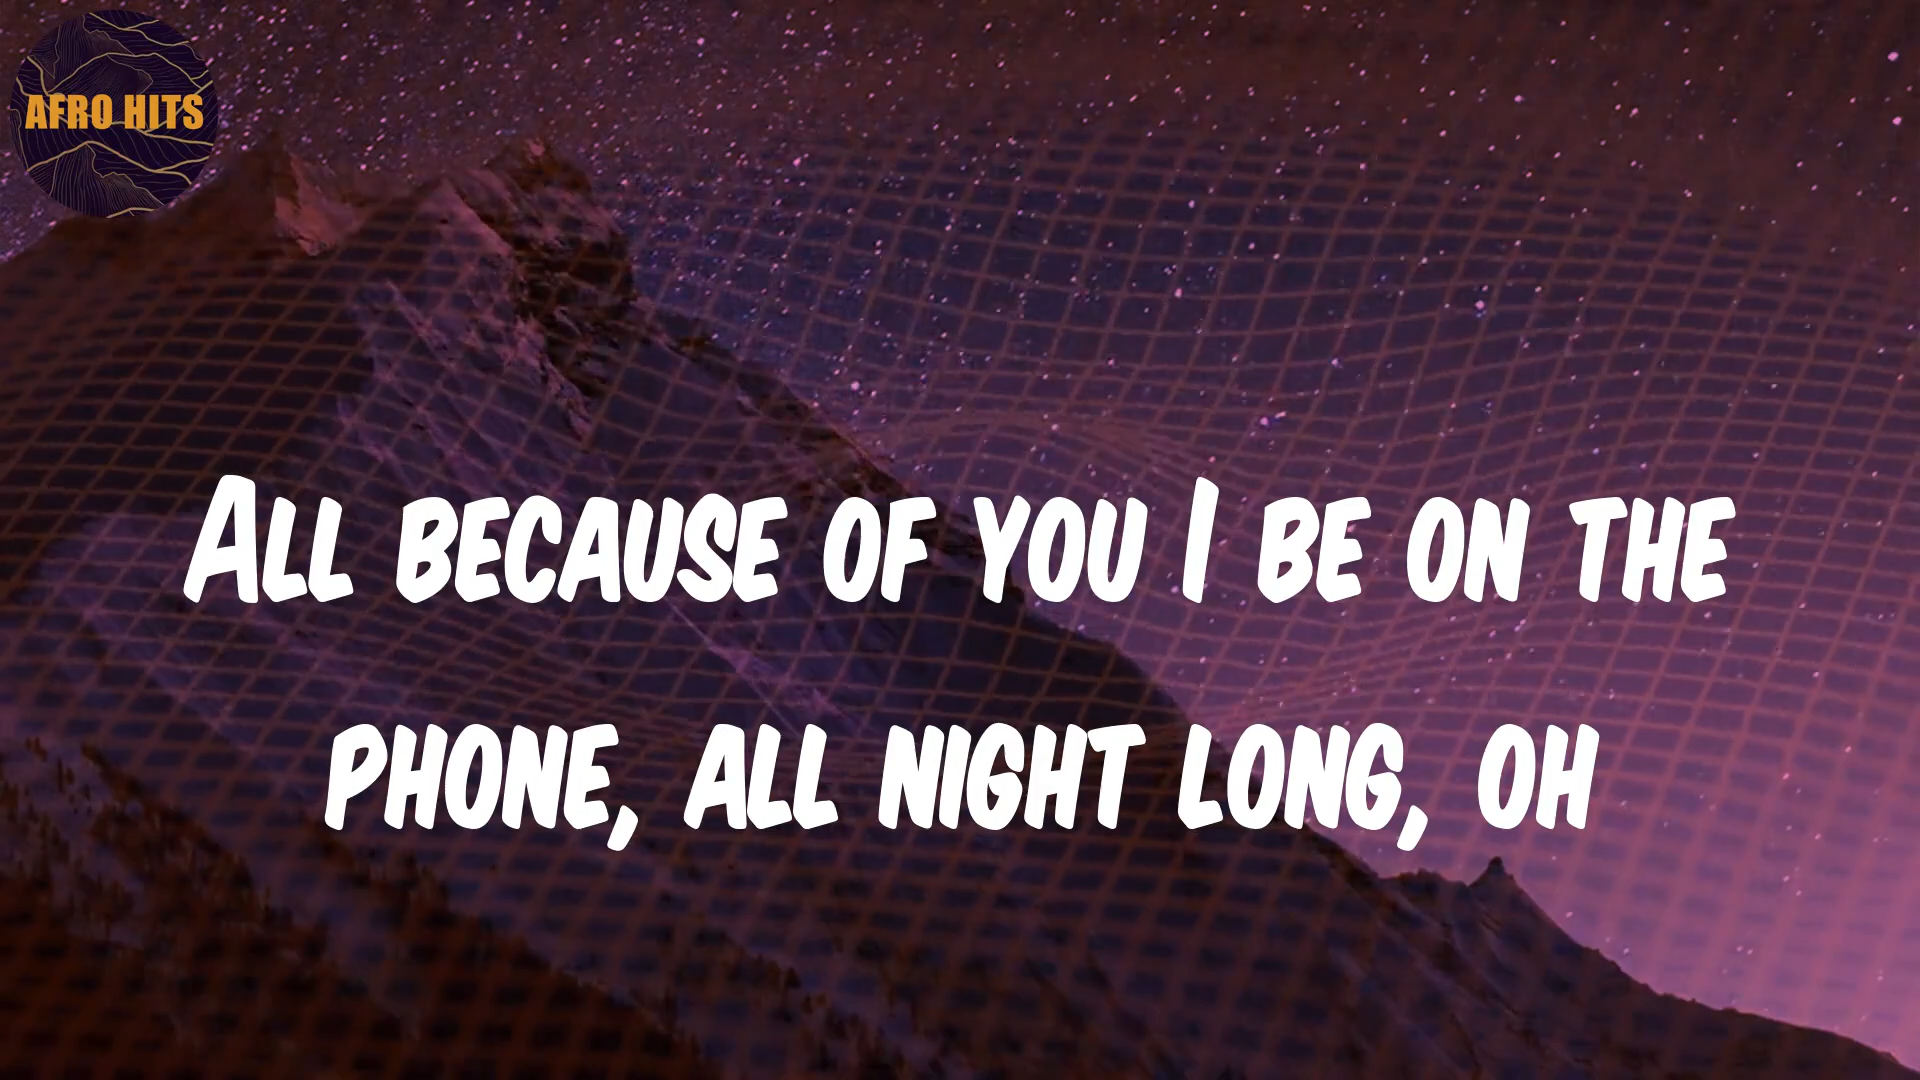 AFRO HITS
ALL BECAUSE OF YOU I BE ON THE
PHONE, ALL NIGHT LONG, OH